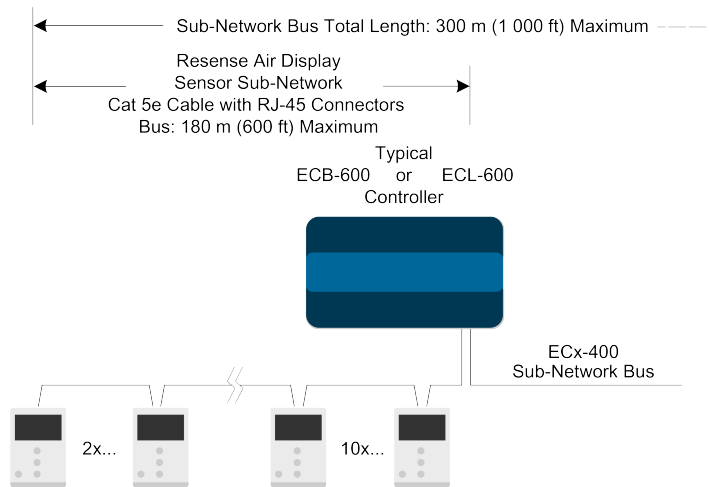 Sub-Network Bus Total Length: 300 m (1 000 ft) Maximum
Resense Air Display
Sensor Sub-Network
Cat 5e Cable with RJ-45 Connectors
Bus: 180 m (600 ft) Maximum
Typical
ECB-600 or ECL-600
Controller
ECx-400
Sub-Network Bus
2x...
10x...